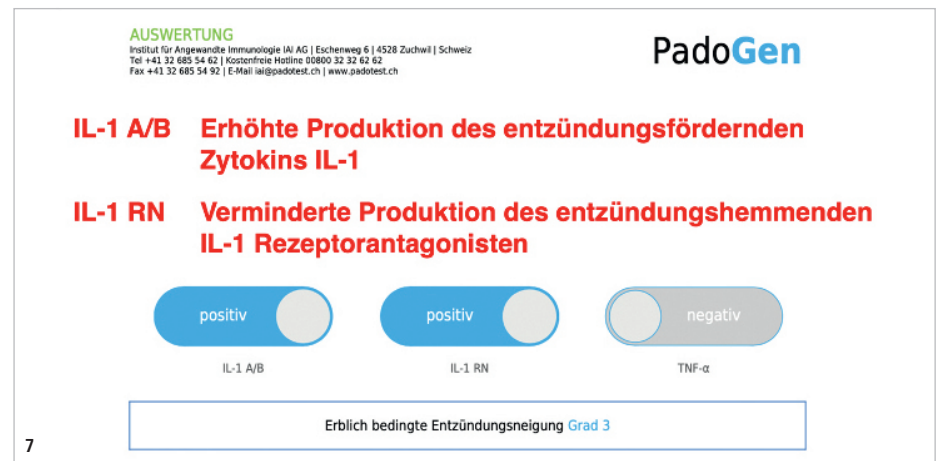 AUSWERTUNG
Institut für Angewandte Immunologie IAI AG | Eschenweg 6 | 4528 Zuchwil | Schweiz
Tel +41 32 685 54 62 | Kostenfreie Hotline 00800 32 32 62 62
Fax +41 32 685 54 92 | E-Mail iai@padotest.ch | www.padotest.ch
PadoGen
IL-1 A/B Erhöhte Produktion des entzündungsfördernden
Zytokins IL-1
IL-1 RN Verminderte Produktion des entzündungshemmenden
IL-1 Rezeptorantagonisten
positiv positiv negativ
IL-1 A/B IL-1 RN TNF-α
Erblich bedingte Entzündungsneigung Grad 3
7